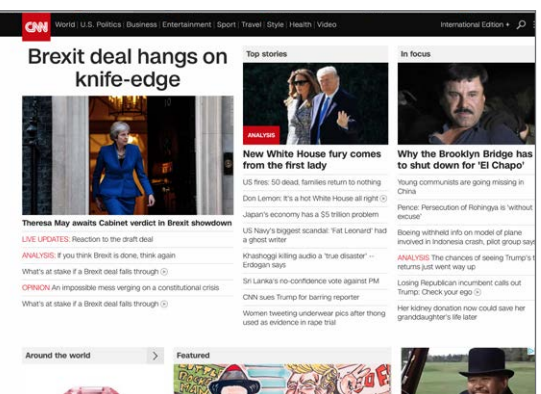 CNN World U.S. Politics Business Entertainment Sport Travel Style Health Video International Edition +
Brexit deal hangs on
knife-edge
Theresa May awaits Cabinet verdict in Brexit showdown
LIVE UPDATES: Reaction to the draft deal
ANALYSIS: If you think Brexit is done, think again
What's at stake if a Brexit deal falls through
OPINION An impossible mess verging on a constitutional crisis
What's at stake if a Brexit deal falls through
Top stories
ANALYSIS
New White House fury comes
from the first lady
US fires: 50 dead, families return to nothing
Don Lemon: It's a hot White House all right
Japan's economy has a $5 trillion problem
US Navy's biggest scandal: 'Fat Leonard' had
a ghost writer
Khashoggi killing audio a 'true disaster' --
Erdogan says
Sri Lanka's no-confidence vote against PM
CNN sues Trump for barring reporter
Women tweeting underwear pics after thong
used as evidence in rape trial
In focus
Why the Brooklyn Bridge has
to shut down for 'El Chapo'
Young communists are going missing in
China
Pence: Persecution of Rohingya is 'without
excuse'
Boeing withheld info on model of plane
involved in Indonesia crash, pilot group say
ANALYSIS The chances of seeing Trump's t
returns just went way up
Losing Republican incumbent calls out
Trump: Check your ego
Her kidney donation now could save her
granddaughter's life later
Around the world
Featured